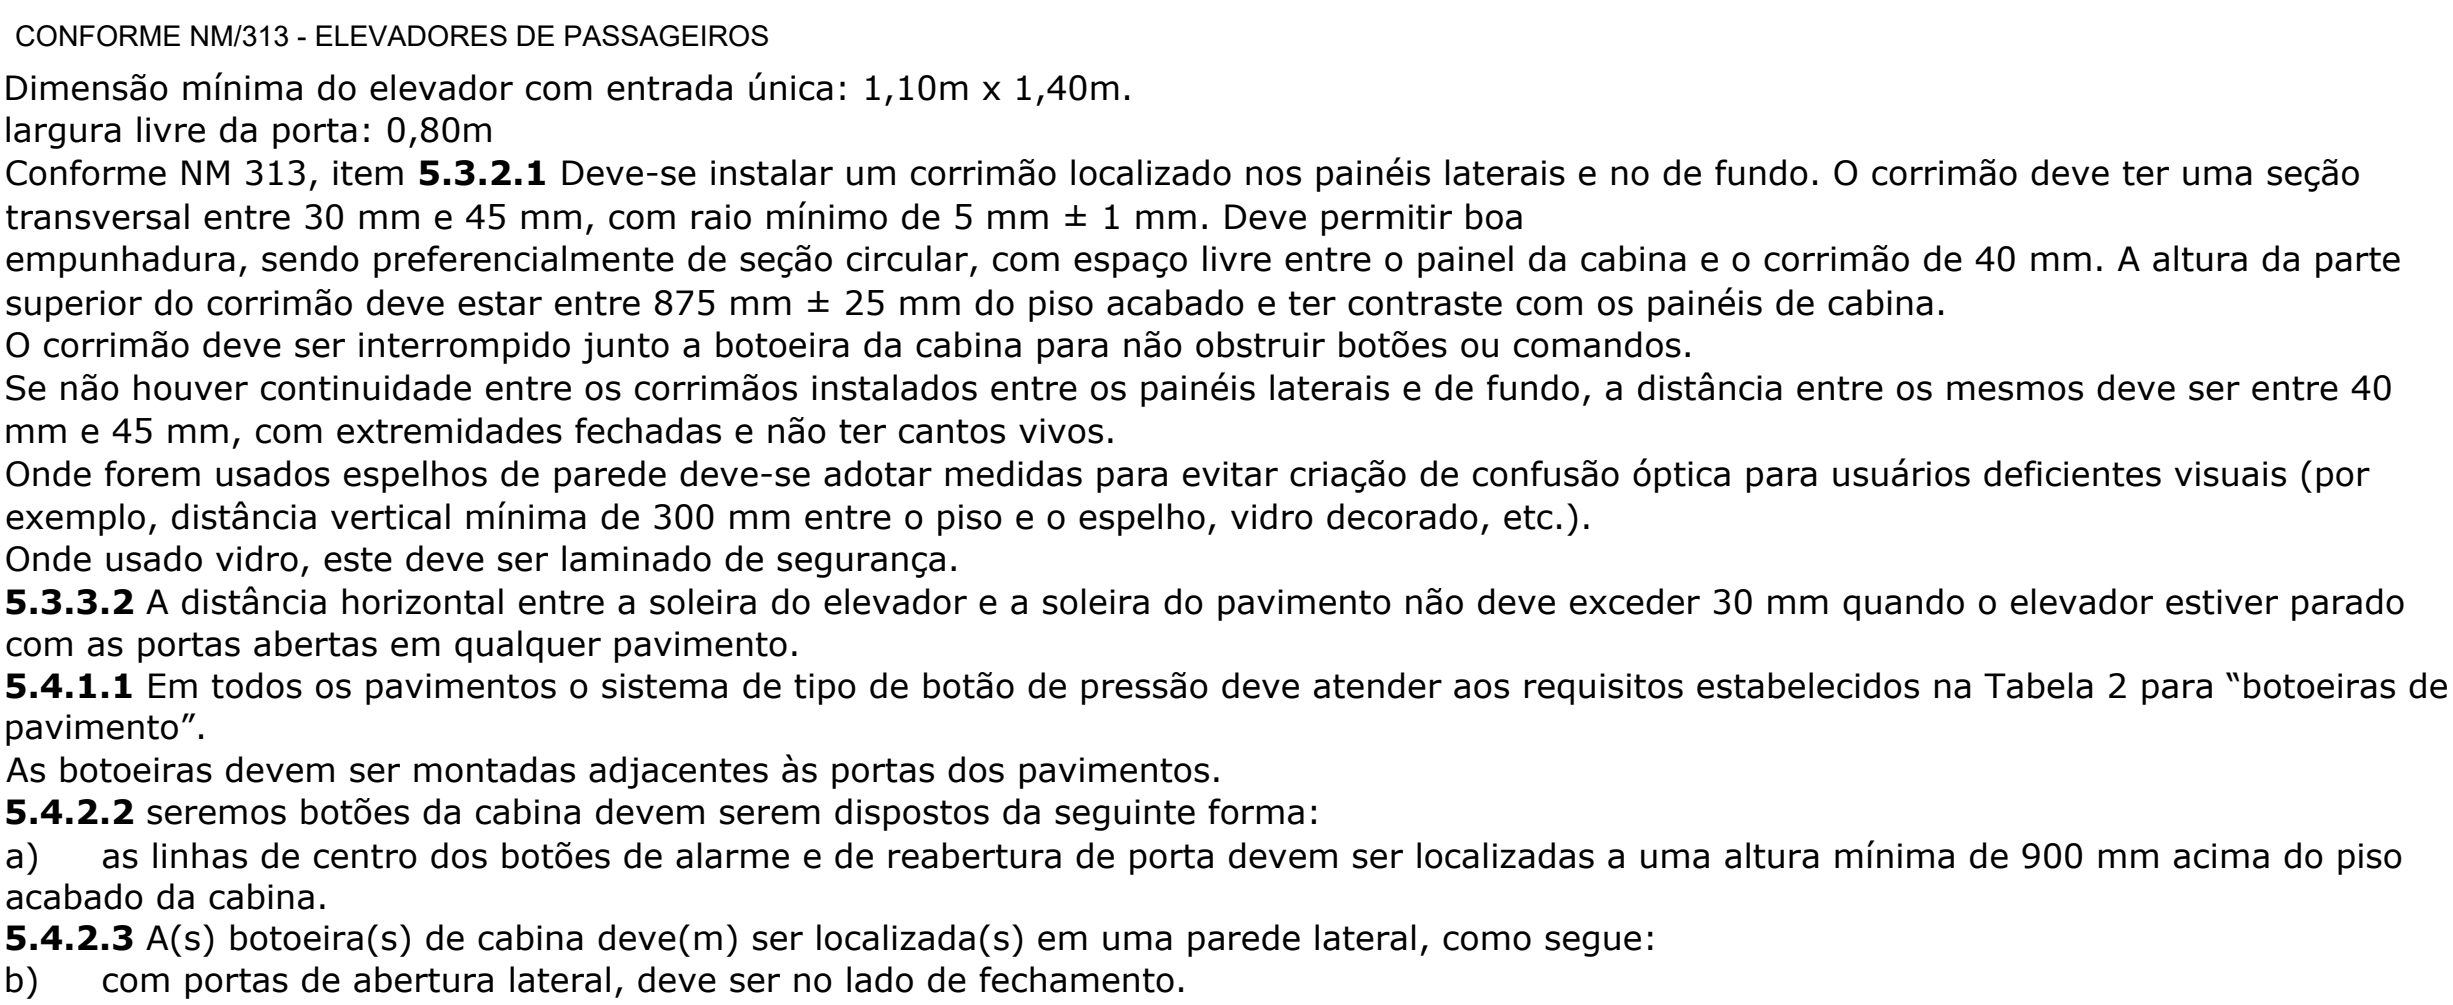 CONFORME NM/313 - ELEVADORES DE PASSAGEIROS
Dimensão mínima do elevador com entrada única: 1,10m x 1,40m.
largura livre da porta: 0,80m
Conforme NM 313, item 5.3.2.1 Deve-se instalar um corrimão localizado nos painéis laterais e no de fundo. O corrimão deve ter uma seção
transversal entre 30 mm e 45 mm, com raio mínimo de 5 mm ± 1 mm. Deve permitir boa
empunhadura, sendo preferencialmente de seção circular, com espaço livre entre o painel da cabina e o corrimão de 40 mm. A altura da parte
superior do corrimão deve estar entre 875 mm ± 25 mm do piso acabado e ter contraste com os painéis de cabina.
O corrimão deve ser interrompido junto a botoeira da cabina para não obstruir botões ou comandos.
Se não houver continuidade entre os corrimãos instalados entre os painéis laterais e de fundo, a distância entre os mesmos deve ser entre 40
mm e 45 mm, com extremidades fechadas e não ter cantos vivos.
Onde forem usados espelhos de parede deve-se adotar medidas para evitar criação de confusão óptica para usuários deficientes visuais (por
exemplo, distância vertical mínima de 300 mm entre o piso e o espelho, vidro decorado, etc.).
Onde usado vidro, este deve ser laminado de segurança.
5.3.3.2 A distância horizontal entre a soleira do elevador e a soleira do pavimento não deve exceder 30 mm quando o elevador estiver parado
com as portas abertas em qualquer pavimento.
5.4.1.1 Em todos os pavimentos o sistema de tipo de botão de pressão deve atender aos requisitos estabelecidos na Tabela 2 para “botoeiras de
pavimento”.
As botoeiras devem ser montadas adjacentes às portas dos pavimentos.
5.4.2.2 seremos botões da cabina devem serem dispostos da seguinte forma:
a) as linhas de centro dos botões de alarme e de reabertura de porta devem ser localizadas a uma altura mínima de 900 mm acima do piso
acabado da cabina.
5.4.2.3 A(s) botoeira(s) de cabina deve(m) ser localizada(s) em uma parede lateral, como segue:
b) com portas de abertura lateral, deve ser no lado de fechamento.